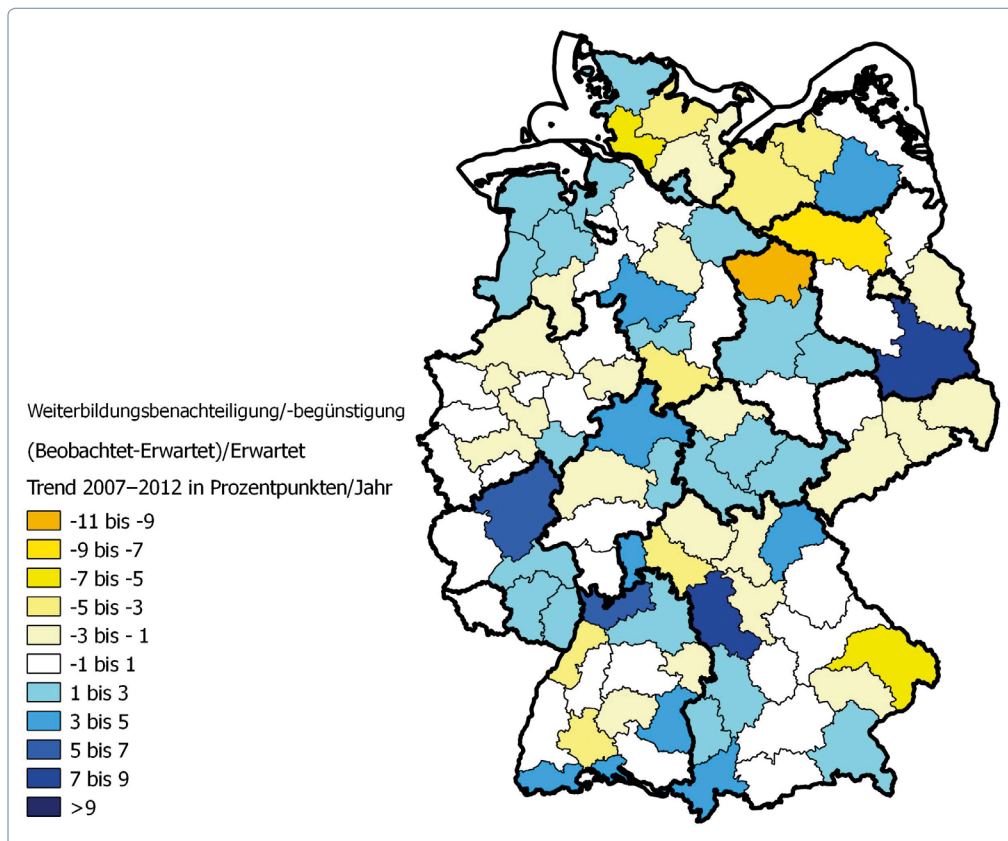 Weiterbildungsbenachteiligung/-begünstigung
(Beobachtet-Erwartet)/Erwartet
Trend 2007–2012 in Prozentpunkten/Jahr
-11 bis -9
-9 bis -7
-7 bis -5
-5 bis -3
-3 bis - 1
-1 bis 1
1 bis 3
3 bis 5
5 bis 7
7 bis 9
>9